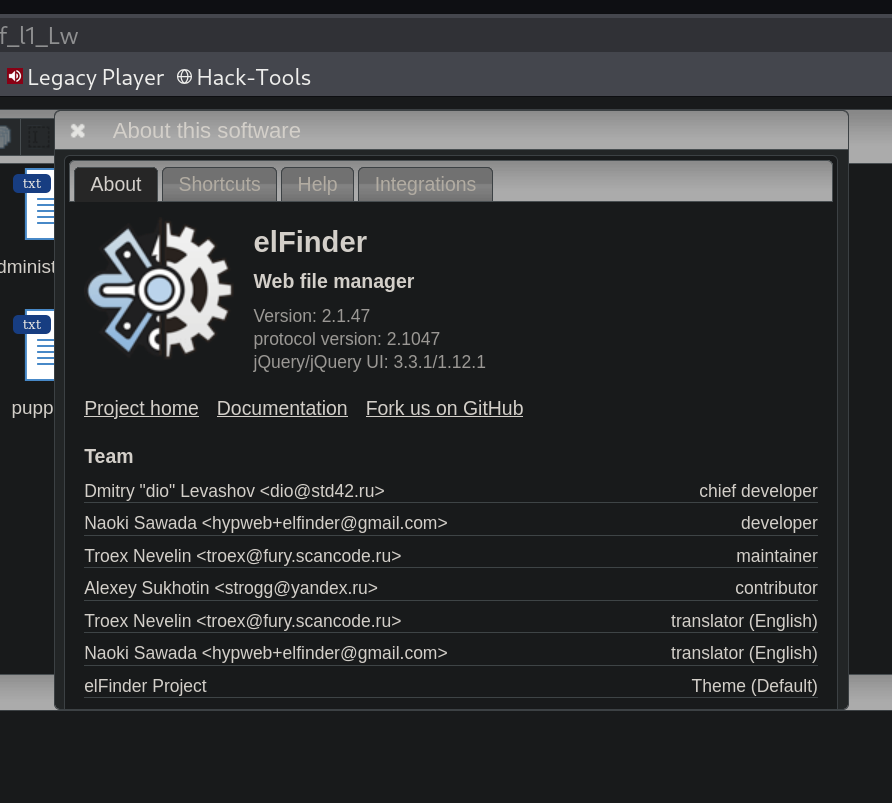 f_l1_Lw
Legacy Player Hack-Tools
About this software
About Shortcuts Help Integrations
txt
dminist
txt
pupp
elFinder
Web file manager
Version: 2.1.47
protocol version: 2.1047
jQuery/jQuery UI: 3.3.1/1.12.1
Project home Documentation Fork us on GitHub
Team
Dmitry "dio" Levashov <dio@std42.ru> chief developer
Naoki Sawada <hypweb+elfinder@gmail.com> developer
Troex Nevelin <troex@fury.scancode.ru> maintainer
Alexey Sukhotin <strogg@yandex.ru> contributor
Troex Nevelin <troex@fury.scancode.ru> translator (English)
Naoki Sawada <hypweb+elfinder@gmail.com> translator (English)
elFinder Project Theme (Default)